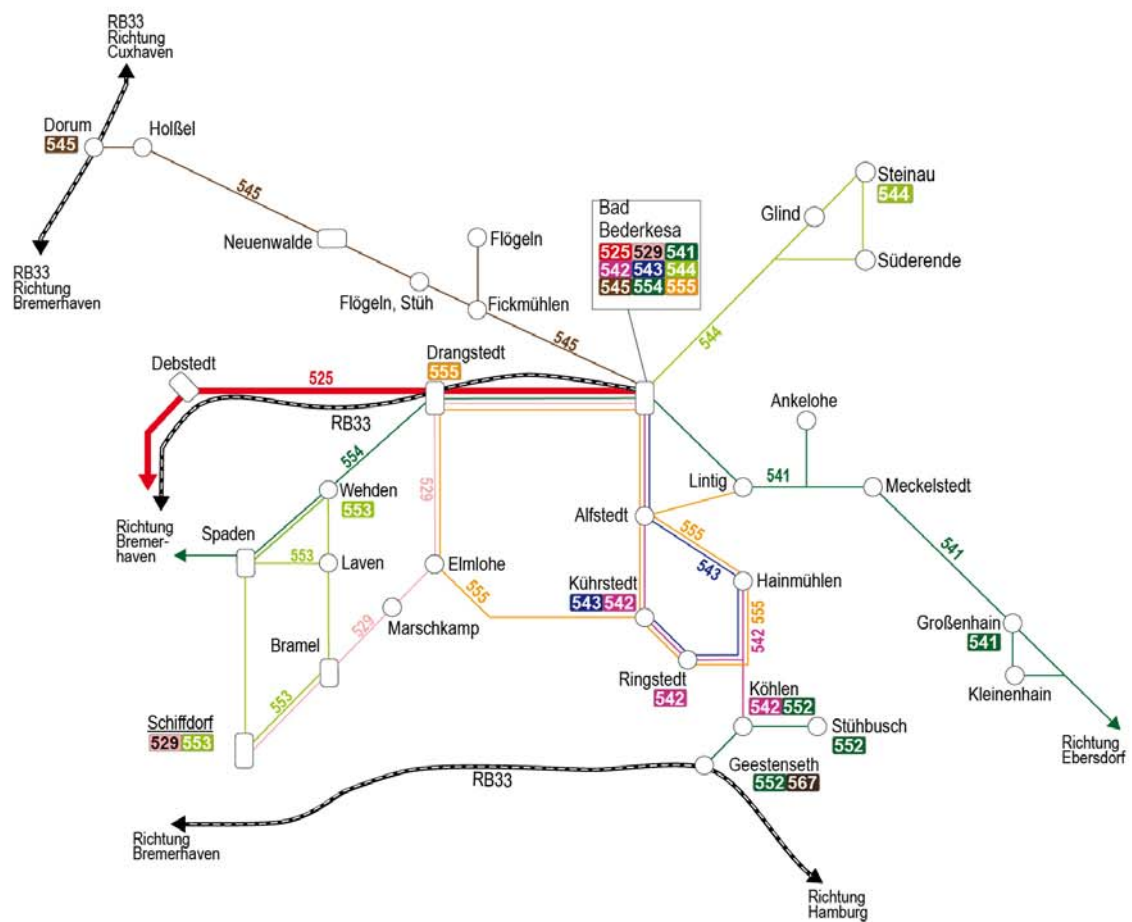 RB33
Richtung
Cuxhaven
Dorum
545
Holßel
545
Neuenwalde
Flögeln
Flögeln, Stüh
Fickmühlen
RB33
Richtung
Bremerhaven
Bad
Bederkesa
525 529 541
542 543 544
545 554 555
Steinau
544
Glind
Süderende
544
545
Drangstedt
555
Debstedt
525
RB33
Ankelohe
554
529
Wehden
553
Lintig
541
Meckelstedt
Richtung
Bremer-
haven
Spaden
553
Laven
Elmlohe
Alfstedt
555
543
Hainmühlen
541
555
Kührstedt
543 542
Marschkamp
529
Bramel
553
555
542
Ringstedt
542
Großenhain
541
Kleinenhain
Schiffdorf
529 553
Köhlen
542 552
Stühbusch
552
Geestenseth
552 567
Richtung
Ebersdorf
RB33
Richtung
Bremerhaven
Richtung
Hamburg